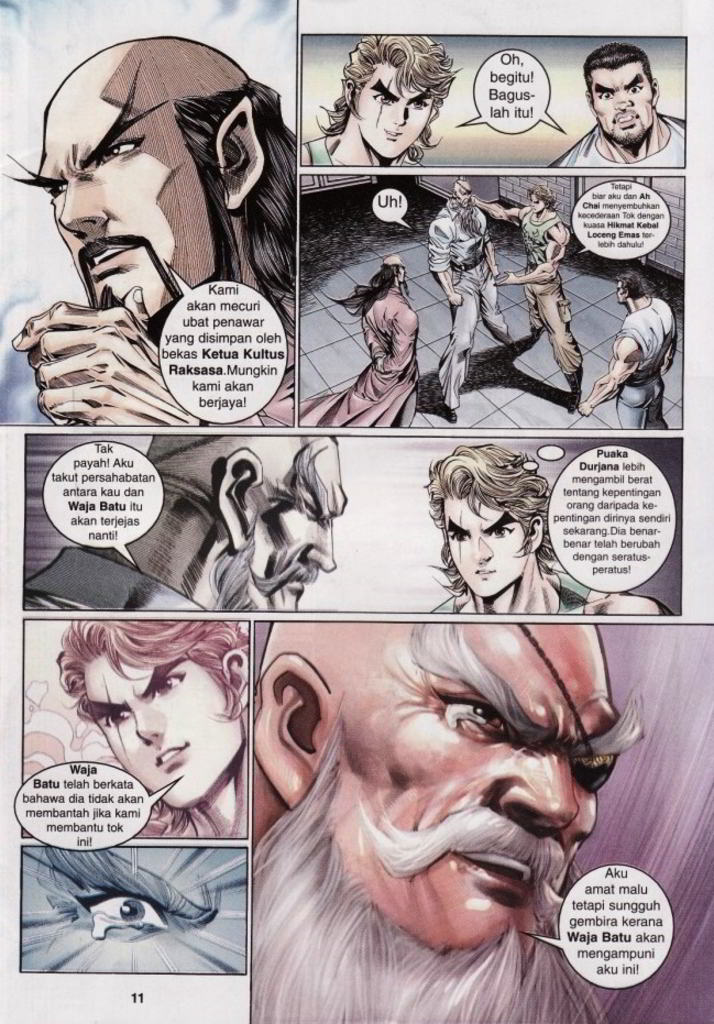 Kami
akan mecuri
ubat penawar
yang disimpan oleh
bekas Ketua Kultus
Raksasa.Mungkin
kami akan
berjaya!
Oh,
begitu!
Bagus-
lah itu!
Uh!
Tetapi
biar aku dan Ah
Chai menyembuhkan
kecederaan Tok dengan
kuasa Hikmat Kebal
Loceng Emas ter-
lebih dahulu!
Tak
payah! Aku
takut persahabatan
antara kau dan
Waja Batu itu
akan terjejas
nanti!
Puaka
Durjana lebih
mengambil berat
tentang kepentingan
orang daripada ke-
pentingan dirinya sendiri
sekarang.Dia benar-
benar telah berubah
dengan seratus-
peratus!
Waja
Batu telah berkata
bahawa dia tidak akan
membantah jika kami
membantu tok
ini!
Aku
amat malu
tetapi sungguh
gembira kerana
Waja Batu akan
mengampuni
aku ini!
11